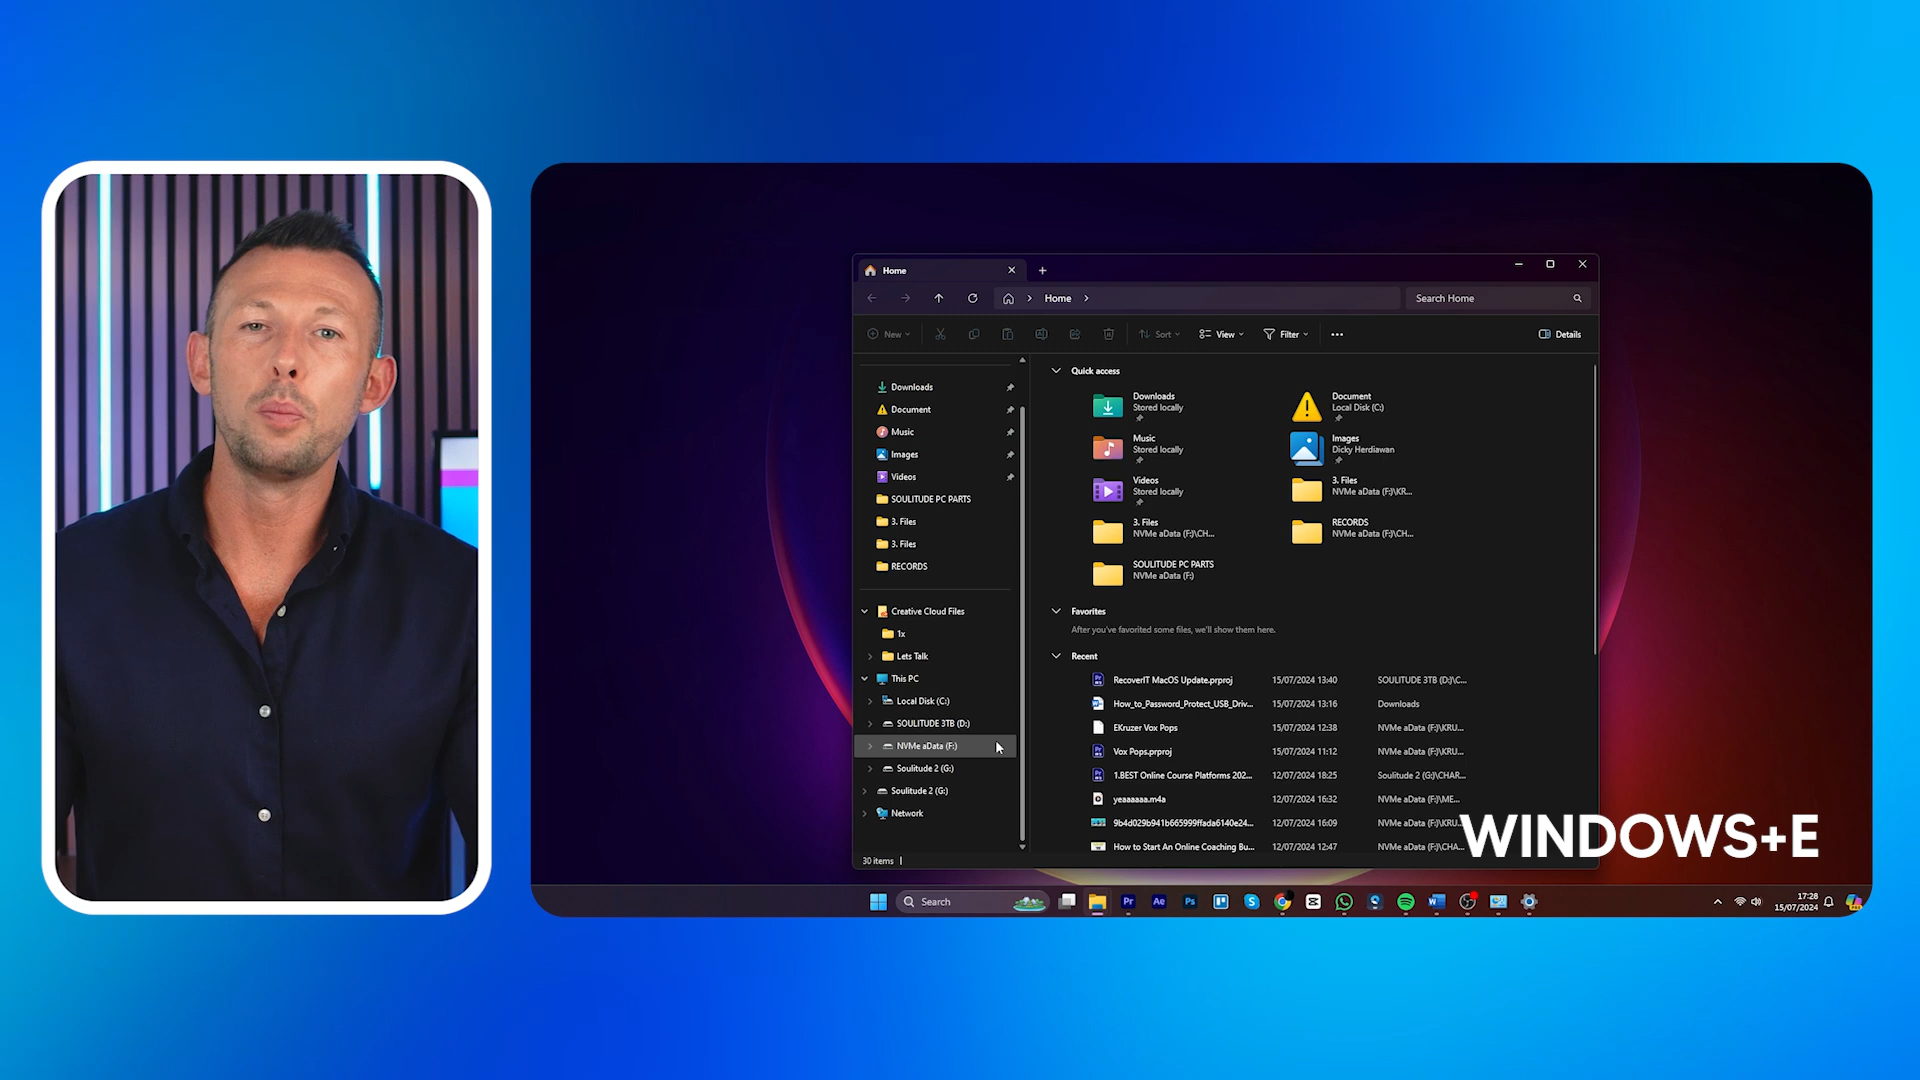 Home
Home
Search Home
New
Sort
View
Filter
Details
Downloads
Document
Music
Images
Videos
SOULITUDE PC PARTS
3. Files
3. Files
RECORDS
Creative Cloud Files
1x
Lets Talk
This PC
Local Disk (C:)
SOULITUDE 3TB (D:)
NVMe aData (F:)
Soulitude 2 (G:)
Soulitude 2 (G:)
Network
30 items
Quick access
Downloads
Stored locally
Document
Local Disk (C:)
Music
Stored locally
Images
Dicky Herdiawan
Videos
Stored locally
3. Files
NVMe aData (F:)\KR...
3. Files
NVMe aData (F:)\CH...
RECORDS
NVMe aData (F:)\CH...
SOULITUDE PC PARTS
NVMe aData (F:)
Favorites
After you've favorited some files, we'll show them here.
Recent
RecoverIT MacOS Update.prproj 15/07/2024 13:40 SOULITUDE 3TB (D:)\C...
How_to_Password_Protect_USB_Driv... 15/07/2024 13:16 Downloads
EKruzer Vox Pops 15/07/2024 12:38 NVMe aData (F:)\KRU...
Vox Pops.prproj 15/07/2024 11:12 NVMe aData (F:)\KRU...
1.BEST Online Course Platforms 202... 12/07/2024 18:25 Soulitude 2 (G:)\CHAR...
yeaaaaaa.m4a 12/07/2024 16:32 NVMe aData (F:)\ME...
9b4d029b941b665999ffada6140e24... 12/07/2024 16:09 NVMe aData (F:)\KRU...
How to Start An Online Coaching Bu... 12/07/2024 12:47 NVMe aData (F:)\CHA...
WINDOWS+E
Search
Pr
Ae
Ps
17:28
15/07/2024